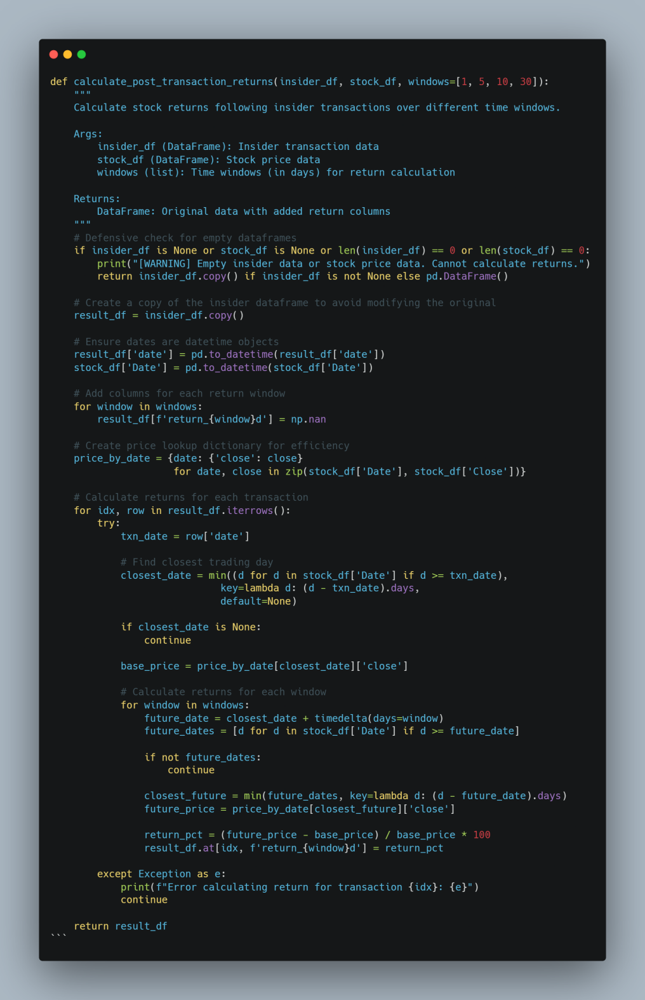 def calculate_post_transaction_returns(insider_df, stock_df, windows=[1, 5, 10, 30]):
    """
    Calculate stock returns following insider transactions over different time windows.

    Args:
        insider_df (DataFrame): Insider transaction data
        stock_df (DataFrame): Stock price data
        windows (list): Time windows (in days) for return calculation

    Returns:
        DataFrame: Original data with added return columns
    """
    # Defensive check for empty dataframes
    if insider_df is None or stock_df is None or len(insider_df) == 0 or len(stock_df) == 0:
        print("[WARNING] Empty insider data or stock price data. Cannot calculate returns.")
        return insider_df.copy() if insider_df is not None else pd.DataFrame()

    # Create a copy of the insider dataframe to avoid modifying the original
    result_df = insider_df.copy()

    # Ensure dates are datetime objects
    result_df['date'] = pd.to_datetime(result_df['date'])
    stock_df['Date'] = pd.to_datetime(stock_df['Date'])

    # Add columns for each return window
    for window in windows:
        result_df[f'return_{window}d'] = np.nan

    # Create price lookup dictionary for efficiency
    price_by_date = {date: {'close': close}
                     for date, close in zip(stock_df['Date'], stock_df['Close'])}

    # Calculate returns for each transaction
    for idx, row in result_df.iterrows():
        try:
            txn_date = row['date']

            # Find closest trading day
            closest_date = min((d for d in stock_df['Date'] if d >= txn_date),
                             key=lambda d: (d - txn_date).days,
                             default=None)

            if closest_date is None:
                continue

            base_price = price_by_date[closest_date]['close']

            # Calculate returns for each window
            for window in windows:
                future_date = closest_date + timedelta(days=window)
                future_dates = [d for d in stock_df['Date'] if d >= future_date]

                if not future_dates:
                    continue

                closest_future = min(future_dates, key=lambda d: (d - future_date).days)
                future_price = price_by_date[closest_future]['close']

                return_pct = (future_price - base_price) / base_price * 100
                result_df.at[idx, f'return_{window}d'] = return_pct

        except Exception as e:
            print(f"Error calculating return for transaction {idx}: {e}")
            continue

    return result_df
```